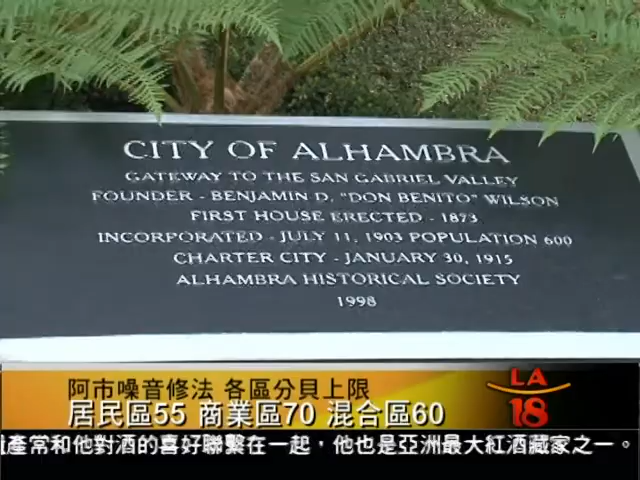 CITY OF ALHAMBRA
GATEWAY TO THE SAN GABRIEL VALLEY
FOUNDER - BENJAMIN D. "DON BENITO" WILSON
FIRST HOUSE ERECTED - 1873
INCORPORATED - JULY 11, 1903 POPULATION 600
CHARTER CITY - JANUARY 30, 1915
ALHAMBRA HISTORICAL SOCIETY
1998
阿市噪音修法 各區分貝上限
居民區55 商業區70 混合區60
LA
18
產常和他對酒的喜好聯繫在一起，他也是亞洲最大紅酒藏家之一。